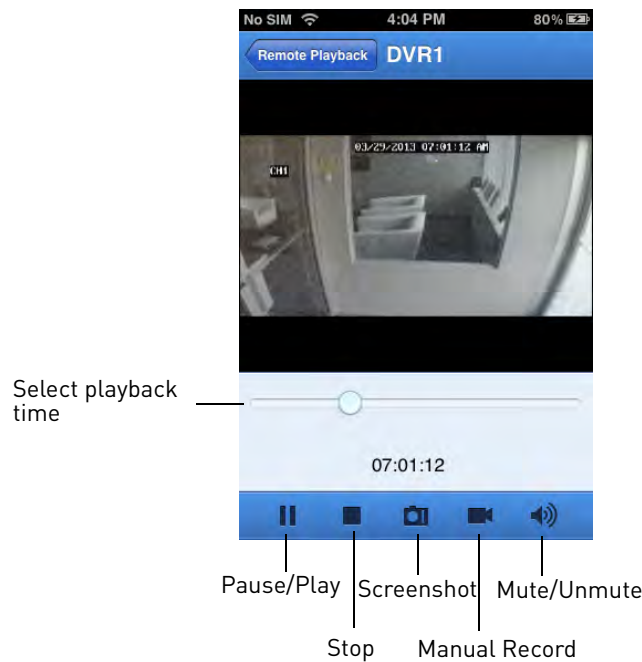 No SIM 4:04 PM 80%
Remote Playback DVR1
03/29/2013 07:01:12 AM
CH1
Select playback
time
07:01:12
Pause/Play Screenshot Mute/Unmute
Stop Manual Record